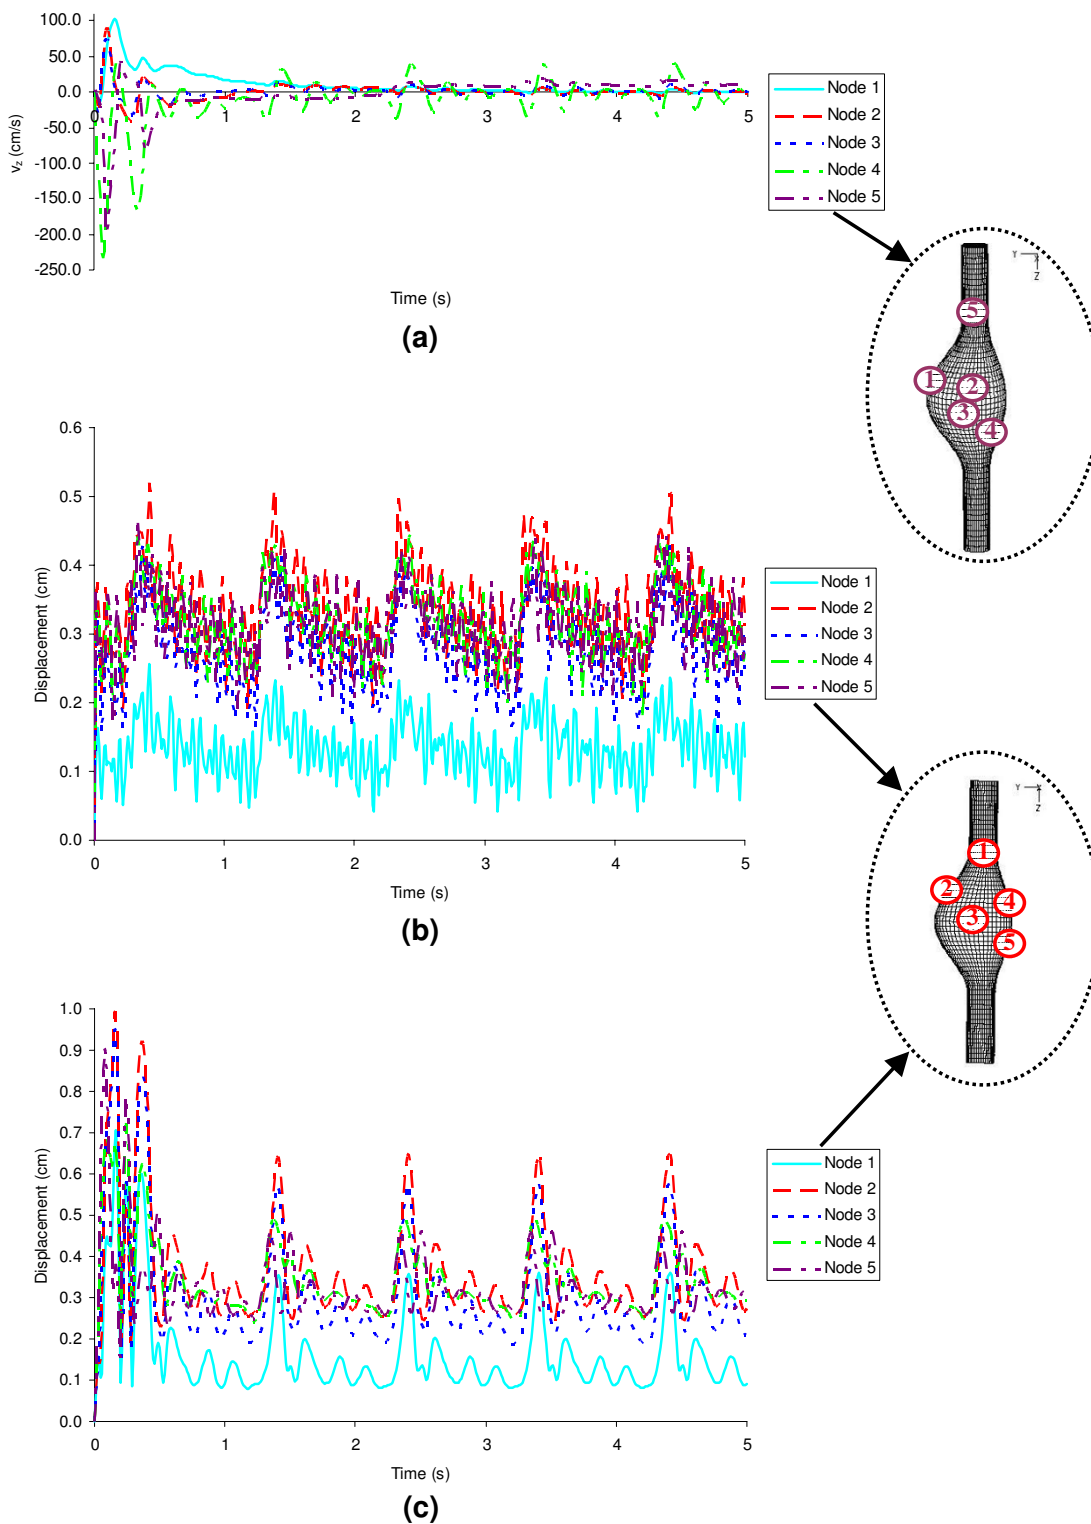 100.0
50.0
0.0
-50.0
-100.0
-150.0
-200.0
-250.0
v_z (cm/s)
0 1 2 3 4 5
Time (s)
(a)
Node 1
Node 2
Node 3
Node 4
Node 5
Y X
Z
5
1
2
3
4
0.6
0.5
0.4
0.3
0.2
0.1
0.0
Displacement (cm)
0 1 2 3 4 5
Time (s)
(b)
Node 1
Node 2
Node 3
Node 4
Node 5
Y X
Z
1
2
4
3
5
1.0
0.9
0.8
0.7
0.6
0.5
0.4
0.3
0.2
0.1
0.0
Displacement (cm)
0 1 2 3 4 5
Time (s)
(c)
Node 1
Node 2
Node 3
Node 4
Node 5